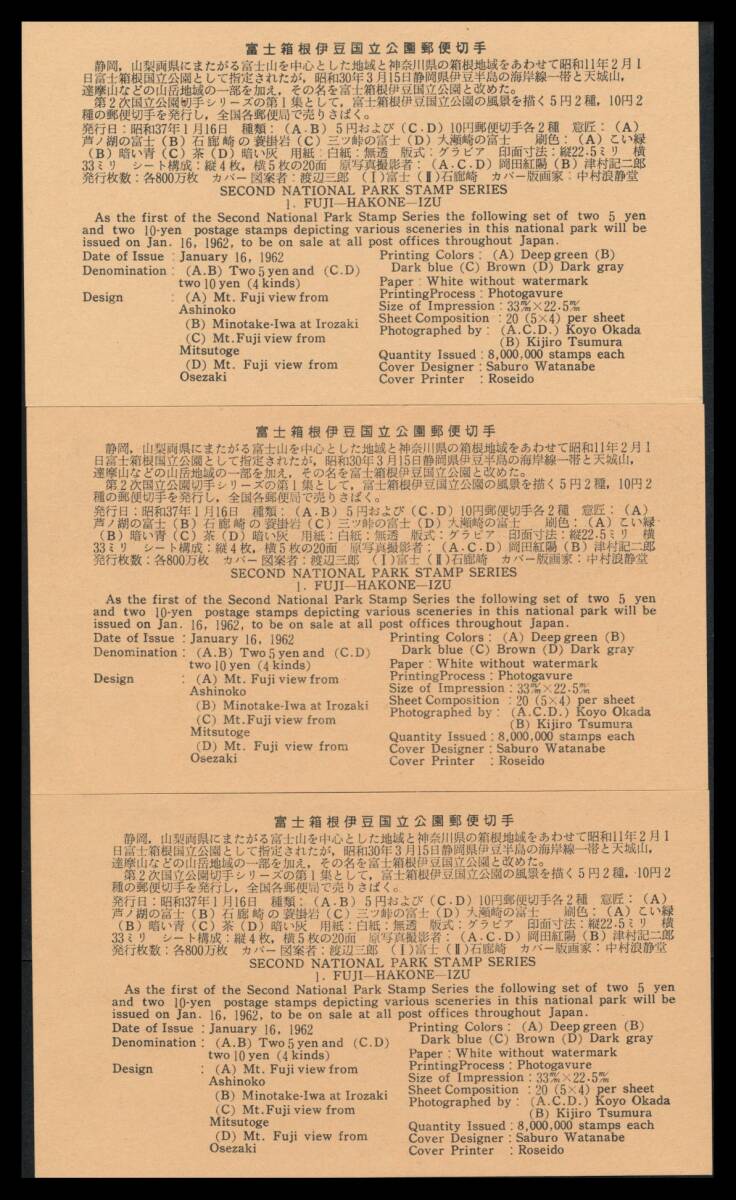 富士箱根伊豆国立公園郵便切手
静岡，山梨両県にまたがる富士山を中心とした地域と神奈川県の箱根地域をあわせて昭和11年2月1
日富士箱根国立公園として指定されたが，昭和30年3月15日静岡県伊豆半島の海岸線一帯と天城山，
達摩山などの山岳地域の一部を加え，その名を富士箱根伊豆国立公園と改めた。
第2次国立公園切手シリーズの第1集として，富士箱根伊豆国立公園の風景を描く5円2種，10円2
種の郵便切手を発行し，全国各郵便局で売りさばく。
発行日：昭和37年1月16日 種類：（A.B）5円および（C.D）10円郵便切手各2種 意匠：（A）
芦ノ湖の富士（B）石廊崎の蓑掛岩（C）三ツ峠の富士（D）大瀬崎の富士 刷色：（A）こい緑
（B）暗い青（C）茶（D）暗い灰 用紙：白紙：無透 版式：グラビア 印面寸法：縦22.5ミリ 横
33ミリ シート構成：縦4枚，横5枚の20面 原写真撮影者：（A.C.D）岡田紅陽（B）津村記二郎
発行枚数：各800万枚 カバー図案者：渡辺三郎 （Ⅰ）富士（Ⅱ）石廊崎 カバー版画家：中村浪静堂
SECOND NATIONAL PARK STAMP SERIES
1. FUJI—HAKONE—IZU
As the first of the Second National Park Stamp Series the following set of two 5 yen
and two 10-yen postage stamps depicting various sceneries in this national park will be
issued on Jan. 16, 1962, to be on sale at all post offices throughout Japan.
Date of Issue : January 16, 1962
Denomination : (A.B) Two 5 yen and (C.D)
two 10 yen (4 kinds)
Design : (A) Mt. Fuji view from
Ashinoko
(B) Minotake-Iwa at Irozaki
(C) Mt. Fuji view from
Mitsutoge
(D) Mt. Fuji view from
Osezaki
Printing Colors : (A) Deep green (B)
Dark blue (C) Brown (D) Dark gray
Paper : White without watermark
PrintingProcess : Photogavure
Size of Impression : 33㎜×22.5㎜
Sheet Composition : 20 (5×4) per sheet
Photographed by : (A.C.D.) Koyo Okada
(B) Kijiro Tsumura
Quantity Issued : 8,000,000 stamps each
Cover Designer : Saburo Watanabe
Cover Printer : Roseido
富士箱根伊豆国立公園郵便切手
静岡，山梨両県にまたがる富士山を中心とした地域と神奈川県の箱根地域をあわせて昭和11年2月1
日富士箱根国立公園として指定されたが，昭和30年3月15日静岡県伊豆半島の海岸線一帯と天城山，
達摩山などの山岳地域の一部を加え，その名を富士箱根伊豆国立公園と改めた。
第2次国立公園切手シリーズの第1集として，富士箱根伊豆国立公園の風景を描く5円2種，10円2
種の郵便切手を発行し，全国各郵便局で売りさばく。
発行日：昭和37年1月16日 種類：（A.B）5円および（C.D）10円郵便切手各2種 意匠：（A）
芦ノ湖の富士（B）石廊崎の蓑掛岩（C）三ツ峠の富士（D）大瀬崎の富士 刷色：（A）こい緑
（B）暗い青（C）茶（D）暗い灰 用紙：白紙：無透 版式：グラビア 印面寸法：縦22.5ミリ 横
33ミリ シート構成：縦4枚，横5枚の20面 原写真撮影者：（A.C.D）岡田紅陽（B）津村記二郎
発行枚数：各800万枚 カバー図案者：渡辺三郎 （Ⅰ）富士（Ⅱ）石廊崎 カバー版画家：中村浪静堂
SECOND NATIONAL PARK STAMP SERIES
1. FUJI—HAKONE—IZU
As the first of the Second National Park Stamp Series the following set of two 5 yen
and two 10-yen postage stamps depicting various sceneries in this national park will be
issued on Jan. 16, 1962, to be on sale at all post offices throughout Japan.
Date of Issue : January 16, 1962
Denomination : (A.B) Two 5 yen and (C.D)
two 10 yen (4 kinds)
Design : (A) Mt. Fuji view from
Ashinoko
(B) Minotake-Iwa at Irozaki
(C) Mt. Fuji view from
Mitsutoge
(D) Mt. Fuji view from
Osezaki
Printing Colors : (A) Deep green (B)
Dark blue (C) Brown (D) Dark gray
Paper : White without watermark
PrintingProcess : Photogavure
Size of Impression : 33㎜×22.5㎜
Sheet Composition : 20 (5×4) per sheet
Photographed by : (A.C.D.) Koyo Okada
(B) Kijiro Tsumura
Quantity Issued : 8,000,000 stamps each
Cover Designer : Saburo Watanabe
Cover Printer : Roseido
富士箱根伊豆国立公園郵便切手
静岡，山梨両県にまたがる富士山を中心とした地域と神奈川県の箱根地域をあわせて昭和11年2月1
日富士箱根国立公園として指定されたが，昭和30年3月15日静岡県伊豆半島の海岸線一帯と天城山，
達摩山などの山岳地域の一部を加え，その名を富士箱根伊豆国立公園と改めた。
第2次国立公園切手シリーズの第1集として，富士箱根伊豆国立公園の風景を描く5円2種，10円2
種の郵便切手を発行し，全国各郵便局で売りさばく。
発行日：昭和37年1月16日 種類：（A.B）5円および（C.D）10円郵便切手各2種 意匠：（A）
芦ノ湖の富士（B）石廊崎の蓑掛岩（C）三ツ峠の富士（D）大瀬崎の富士 刷色：（A）こい緑
（B）暗い青（C）茶（D）暗い灰 用紙：白紙：無透 版式：グラビア 印面寸法：縦22.5ミリ 横
33ミリ シート構成：縦4枚，横5枚の20面 原写真撮影者：（A.C.D）岡田紅陽（B）津村記二郎
発行枚数：各800万枚 カバー図案者：渡辺三郎 （Ⅰ）富士（Ⅱ）石廊崎 カバー版画家：中村浪静堂
SECOND NATIONAL PARK STAMP SERIES
1. FUJI—HAKONE—IZU
As the first of the Second National Park Stamp Series the following set of two 5 yen
and two 10-yen postage stamps depicting various sceneries in this national park will be
issued on Jan. 16, 1962, to be on sale at all post offices throughout Japan.
Date of Issue : January 16, 1962
Denomination : (A.B) Two 5 yen and (C.D)
two 10 yen (4 kinds)
Design : (A) Mt. Fuji view from
Ashinoko
(B) Minotake-Iwa at Irozaki
(C) Mt. Fuji view from
Mitsutoge
(D) Mt. Fuji view from
Osezaki
Printing Colors : (A) Deep green (B)
Dark blue (C) Brown (D) Dark gray
Paper : White without watermark
PrintingProcess : Photogavure
Size of Impression : 33㎜×22.5㎜
Sheet Composition : 20 (5×4) per sheet
Photographed by : (A.C.D.) Koyo Okada
(B) Kijiro Tsumura
Quantity Issued : 8,000,000 stamps each
Cover Designer : Saburo Watanabe
Cover Printer : Roseido